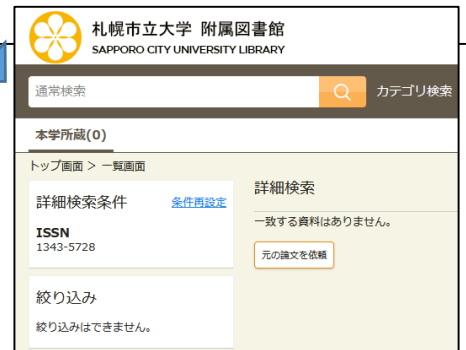 札幌市立大学 附属図書館
SAPPORO CITY UNIVERSITY LIBRARY
通常検索
カテゴリ検索
本学所蔵(0)
トップ画面 > 一覧画面
詳細検索条件 条件再設定
ISSN
1343-5728
絞り込み
絞り込みはできません。
詳細検索
一致する資料はありません。
元の論文を依頼